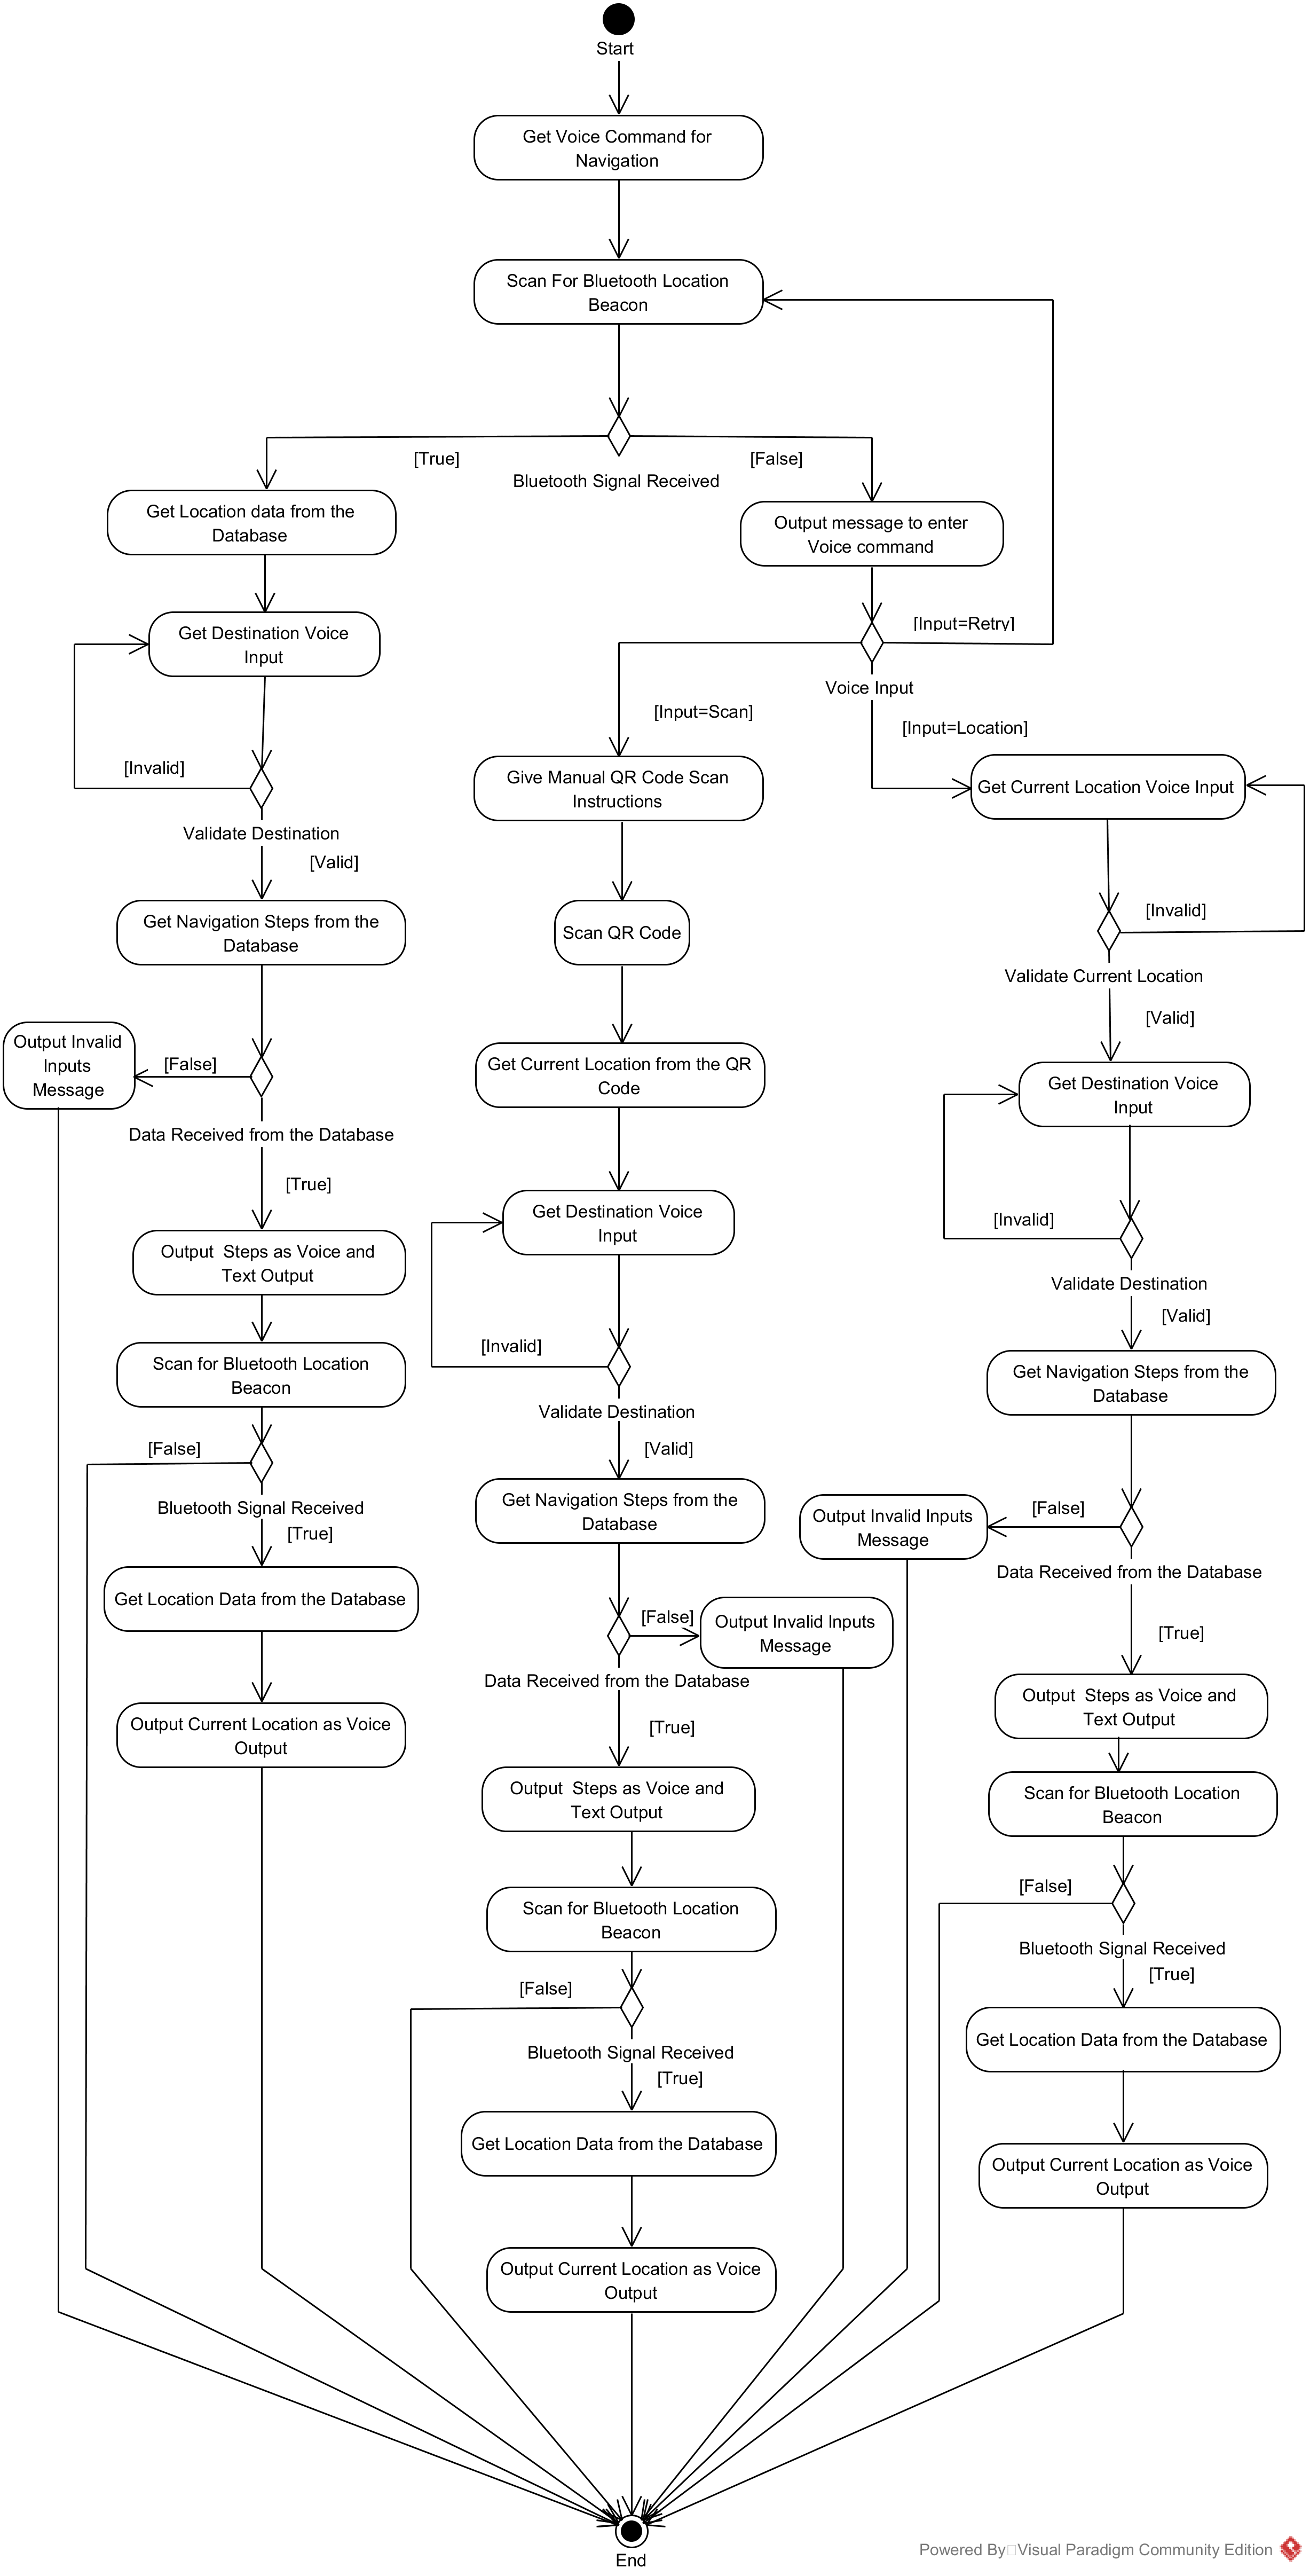 Start
Get Voice Command for
Navigation
Scan For Bluetooth Location
Beacon
[True]
[False]
Bluetooth Signal Received
Get Location data from the
Database
Output message to enter
Voice command
Get Destination Voice
Input
[Input=Retry]
Voice Input
[Input=Scan]
[Input=Location]
[Invalid]
Give Manual QR Code Scan
Instructions
Get Current Location Voice Input
Validate Destination
[Valid]
Get Navigation Steps from the
Database
Scan QR Code
[Invalid]
Validate Current Location
[Valid]
Output Invalid
Inputs
Message
[False]
Get Current Location from the QR
Code
Get Destination Voice
Input
Data Received from the Database
[True]
Get Destination Voice
Input
[Invalid]
Output  Steps as Voice and
Text Output
Validate Destination
[Valid]
[Invalid]
Scan for Bluetooth Location
Beacon
Get Navigation Steps from the
Database
Validate Destination
[Valid]
[False]
Bluetooth Signal Received
[True]
Get Navigation Steps from the
Database
Output Invalid Inputs
Message
[False]
Data Received from the Database
Get Location Data from the Database
[False]
Output Invalid Inputs
Message
[True]
Data Received from the Database
[True]
Output Current Location as Voice
Output
Output  Steps as Voice and
Text Output
Output  Steps as Voice and
Text Output
Scan for Bluetooth Location
Beacon
Scan for Bluetooth Location
Beacon
[False]
Bluetooth Signal Received
[True]
[False]
Bluetooth Signal Received
[True]
Get Location Data from the Database
Get Location Data from the Database
Output Current Location as Voice
Output
Output Current Location as Voice
Output
End
Powered By Visual Paradigm Community Edition